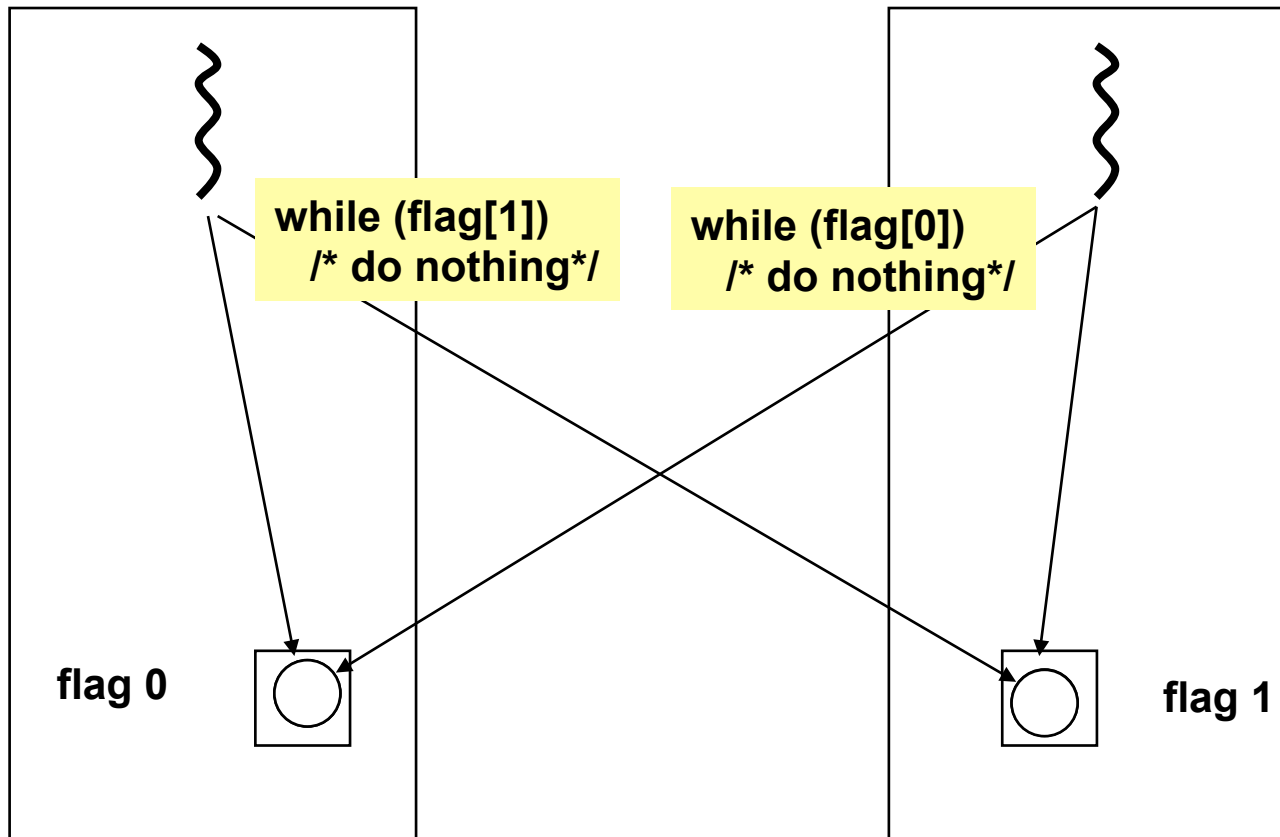 while (flag[1])
/* do nothing*/
while (flag[0])
/* do nothing*/
flag 0
flag 1